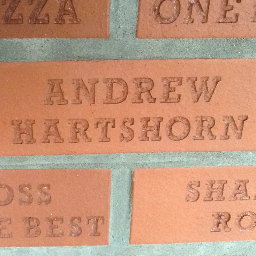 ZZA ONE
ANDREW
HARTSHORN
OSS SHA
E BEST RO